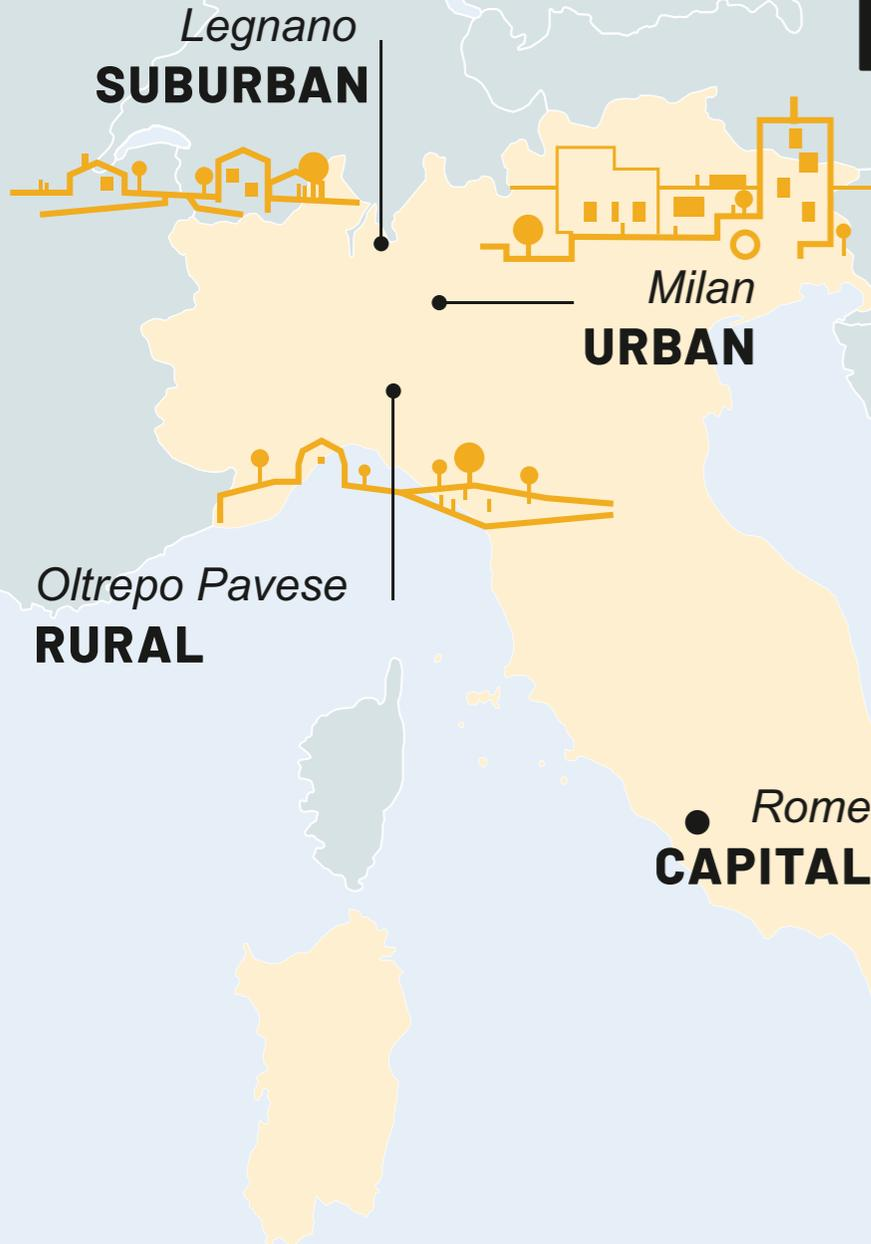 Legnano
SUBURBAN
Milan
URBAN
Oltrepo Pavese
RURAL
Rome
CAPITAL